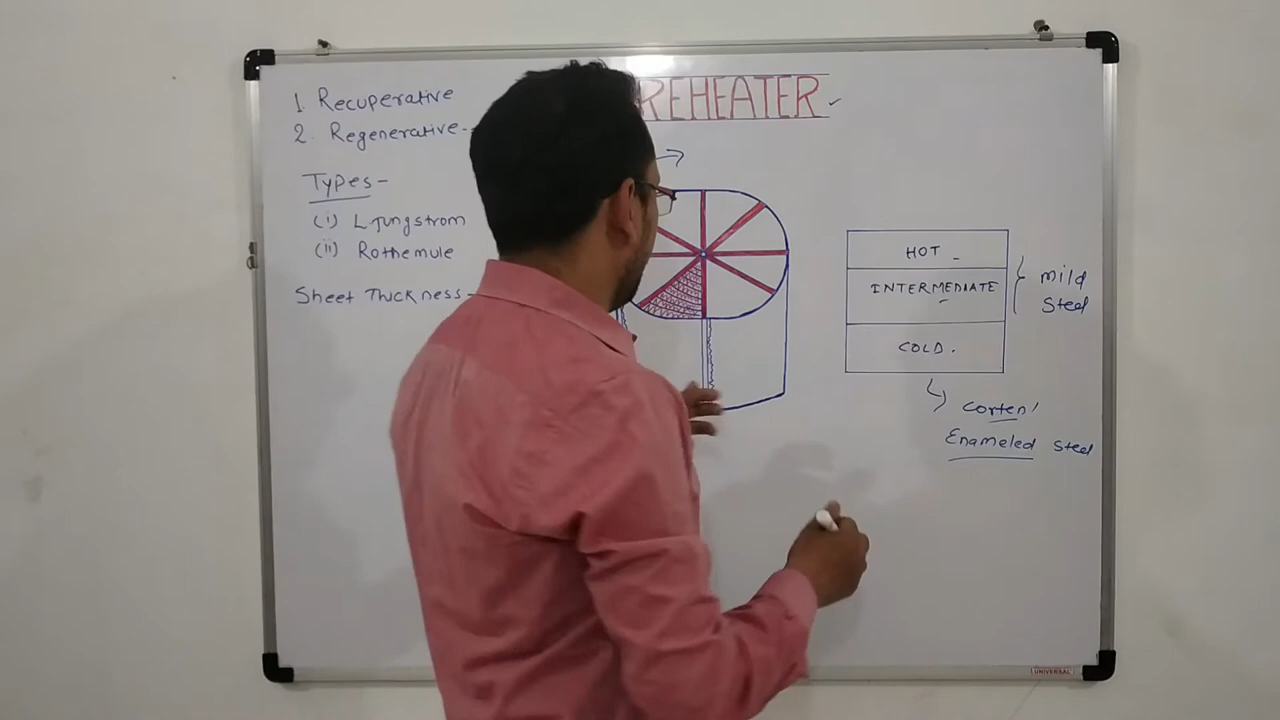 REHEATER
1. Recuperative
2. Regenerative-
Types-
(i) Ljungstrom
(ii) Rothemule
Sheet Thickness-
HOT
INTERMEDIATE
COLD.
mild
steel
corten/
Enameled steel
UNIVERSAL